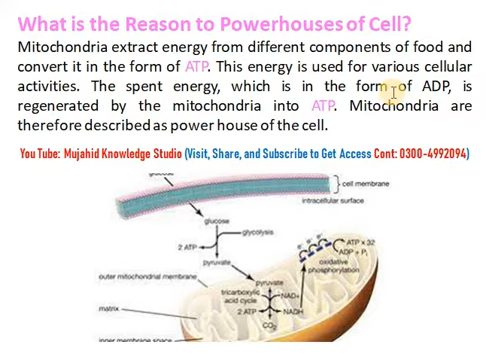 What is the Reason to Powerhouses of Cell?
Mitochondria extract energy from different components of food and
convert it in the form of ATP. This energy is used for various cellular
activities. The spent energy, which is in the form of ADP, is
regenerated by the mitochondria into ATP. Mitochondria are
therefore described as power house of the cell.
You Tube: Mujahid Knowledge Studio (Visit, Share, and Subscribe to Get Access Cont: 0300-4992094)
cell membrane
intracellular surface
glucose
glycolysis
2 ATP
pyruvate
ATP x 32
ADP + Pi
oxidative
phosphorylation
outer mitochondrial membrane
pyruvate
tricarboxylic
acid cycle
NAD+
matrix
2 ATP
NADH
CO2
inner membrane space